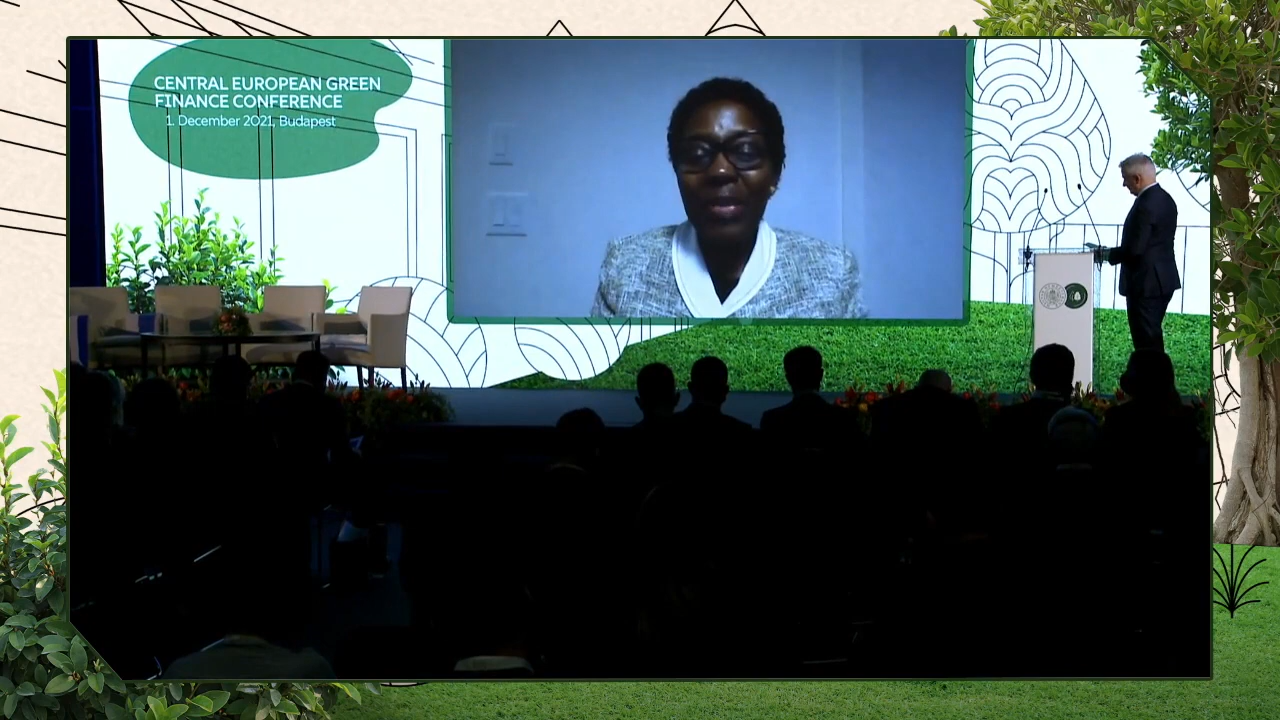 CENTRAL EUROPEAN GREEN
FINANCE CONFERENCE
1. December 2021, Budapest